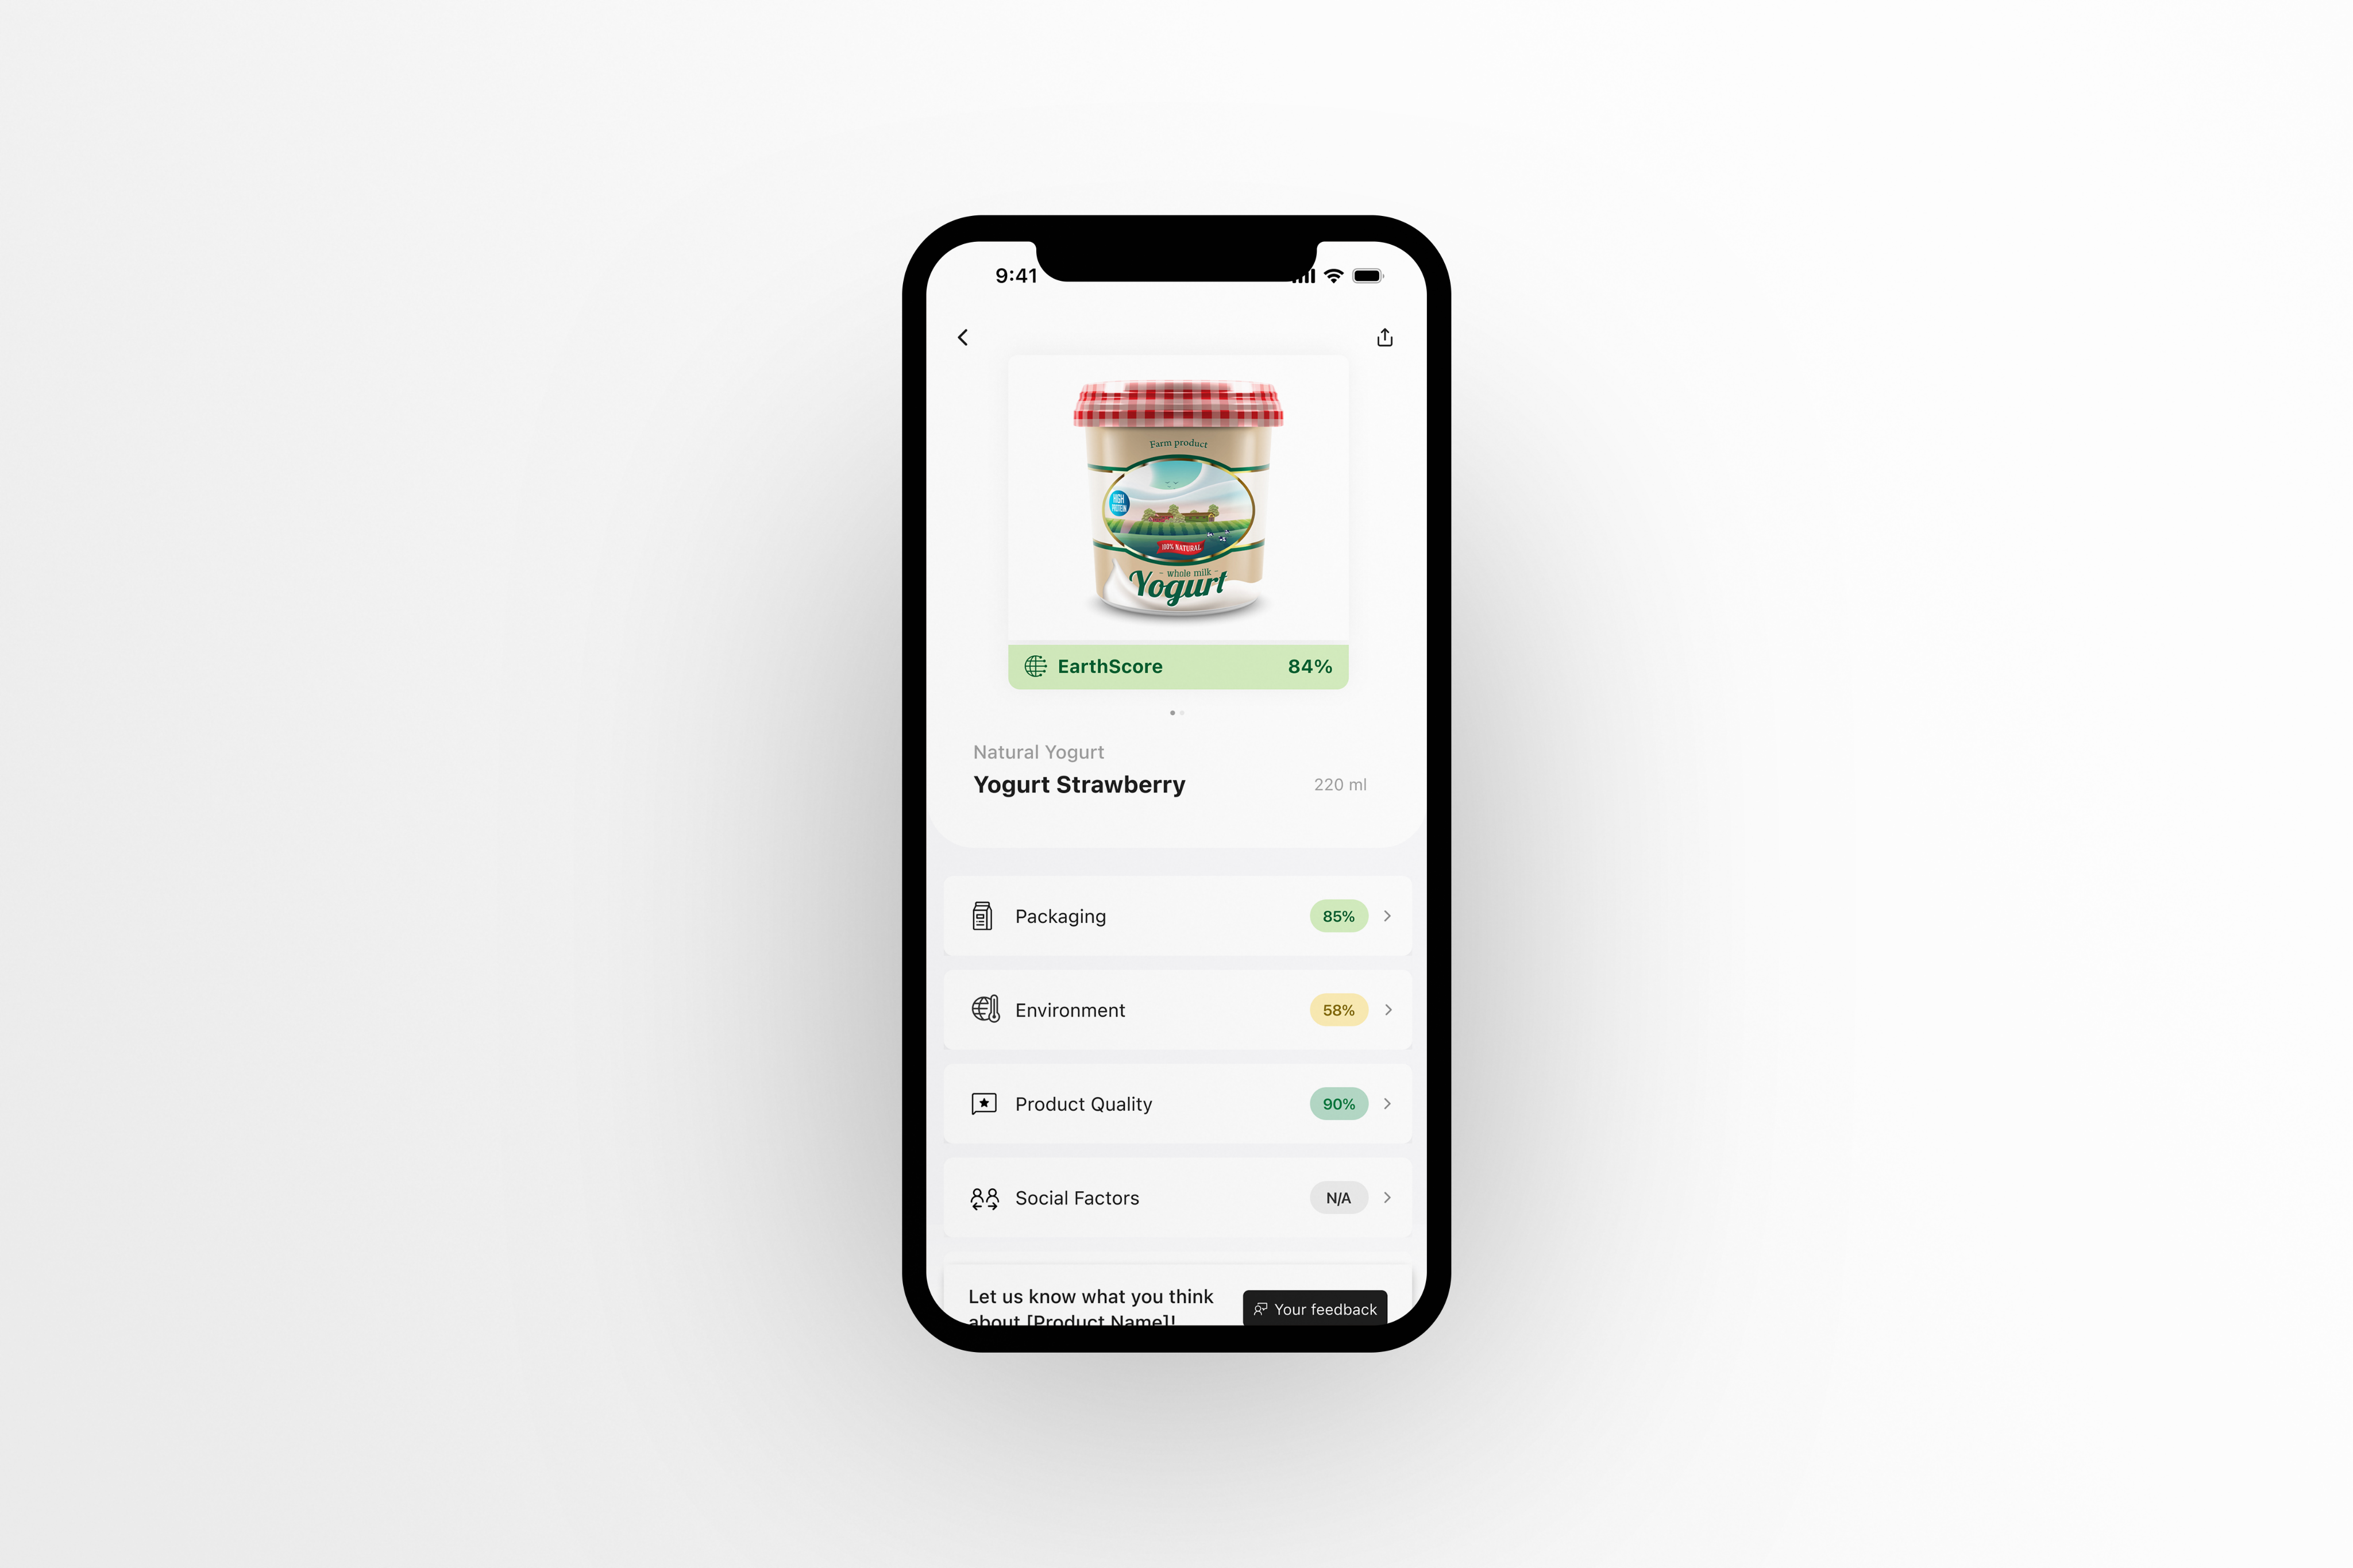 9:41
Farm product
HIGH
PROTEIN
100% NATURAL
- whole milk -
Yogurt
EarthScore 84%
Natural Yogurt
Yogurt Strawberry 220 ml
Packaging 85%
Environment 58%
Product Quality 90%
Social Factors N/A
Let us know what you think
about [Product Name]!
Your feedback